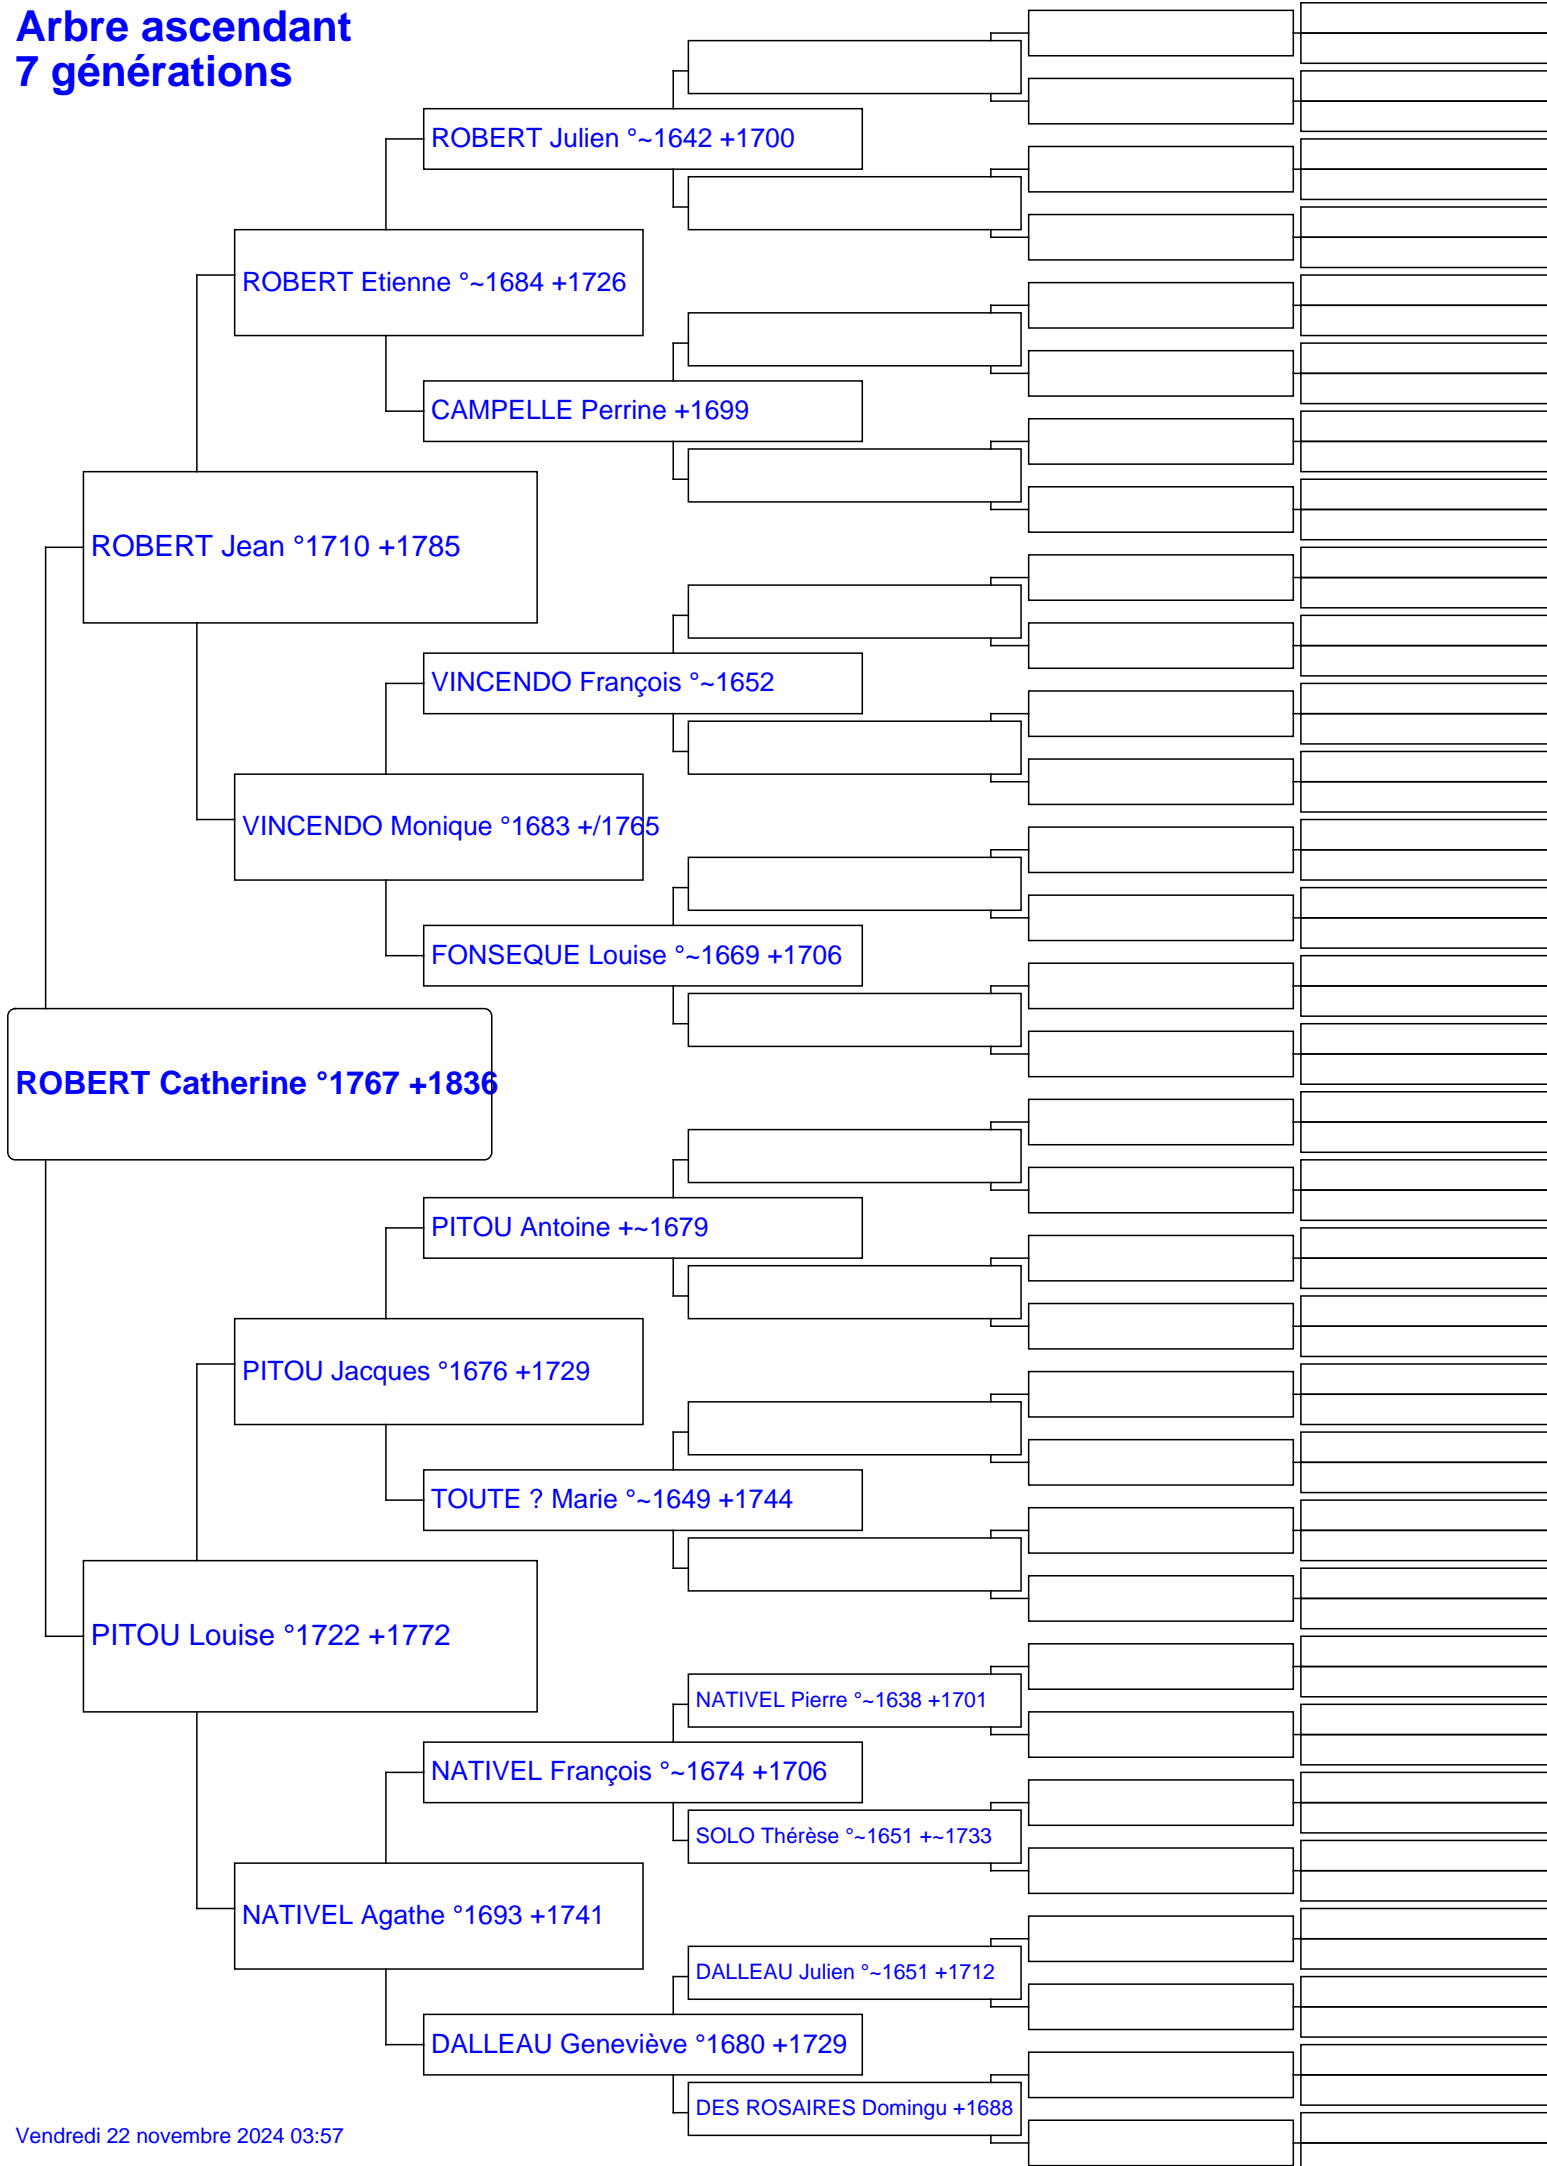 Arbre ascendant
7 générations
ROBERT Julien °~1642 +1700
ROBERT Etienne °~1684 +1726
CAMPELLE Perrine +1699
ROBERT Jean °1710 +1785
VINCENDO François °~1652
VINCENDO Monique °1683 +/1765
FONSEQUE Louise °~1669 +1706
ROBERT Catherine °1767 +1836
PITOU Antoine +~1679
PITOU Jacques °1676 +1729
TOUTE ? Marie °~1649 +1744
PITOU Louise °1722 +1772
NATIVEL Pierre °~1638 +1701
NATIVEL François °~1674 +1706
SOLO Thérèse °~1651 +~1733
NATIVEL Agathe °1693 +1741
DALLEAU Julien °~1651 +1712
DALLEAU Geneviève °1680 +1729
DES ROSAIRES Domingu +1688
Vendredi 22 novembre 2024 03:57